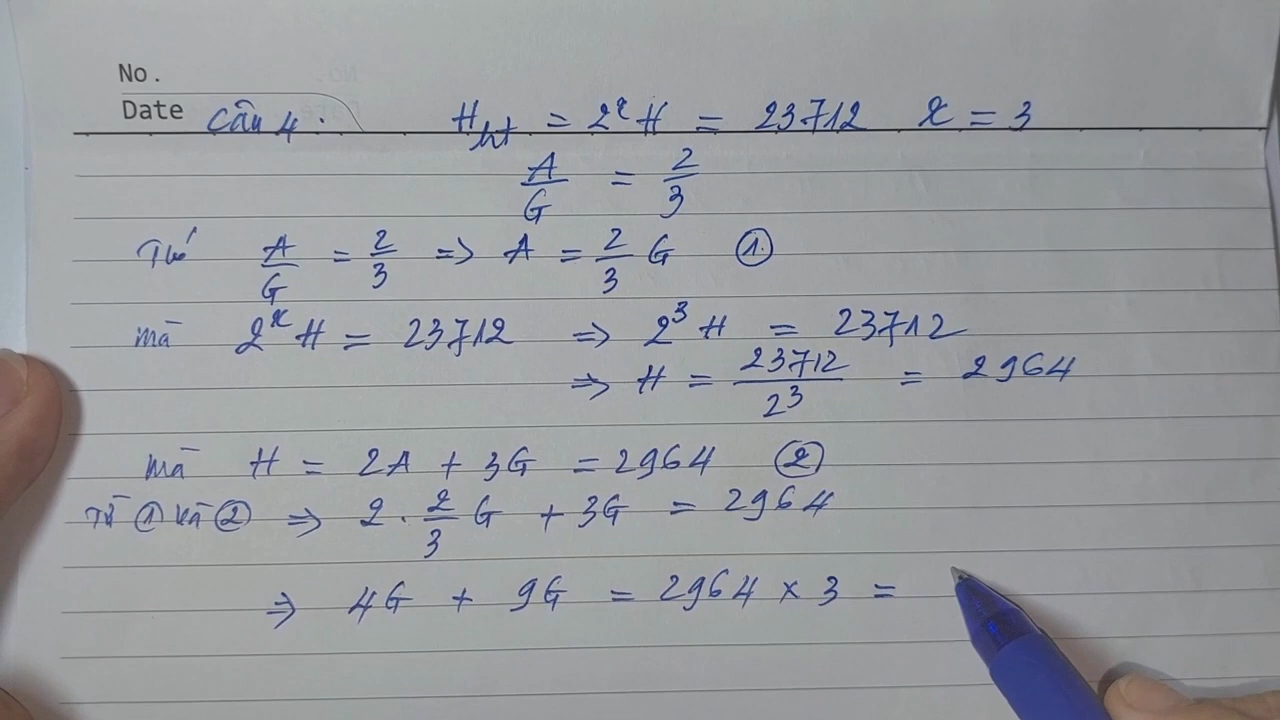 No.
Date Câu 4. H_ht = 2^x H = 23712 x = 3
A/G = 2/3
A/G = 2/3 => A = 2/3 G ①
mà 2^x H = 23712 => 2^3 H = 23712
=> H = 23712/2^3 = 2964
mà H = 2A + 3G = 2964 ②
Từ ① và ② => 2 . 2/3 G + 3G = 2964
=> 4G + 9G = 2964 × 3 =